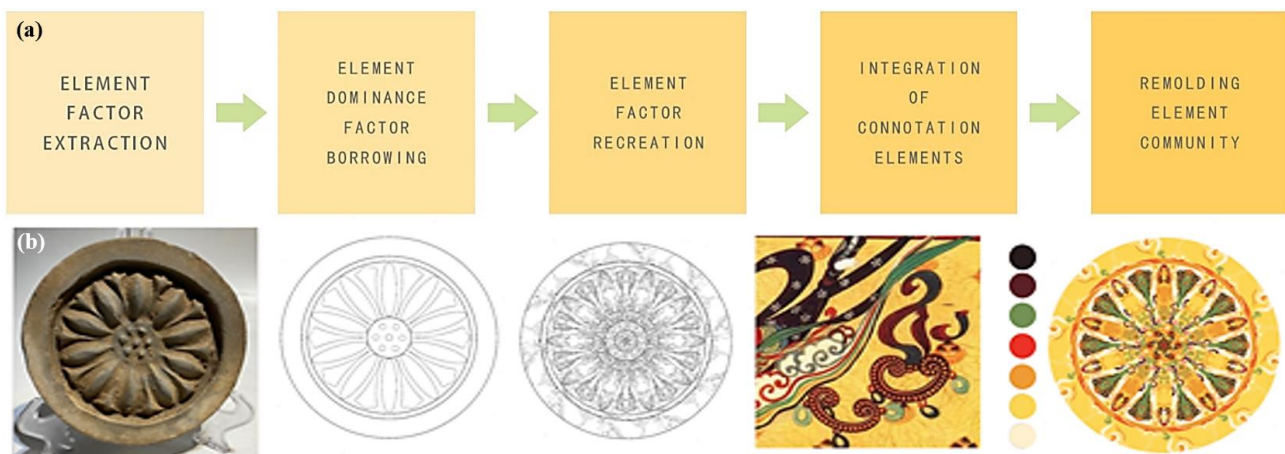 (a)
ELEMENT
FACTOR
EXTRACTION
ELEMENT
DOMINANCE
FACTOR
BORROWING
ELEMENT
FACTOR
RECREATION
INTEGRATION
OF
CONNOTATION
ELEMENTS
REMOLDING
ELEMENT
COMMUNITY
(b)